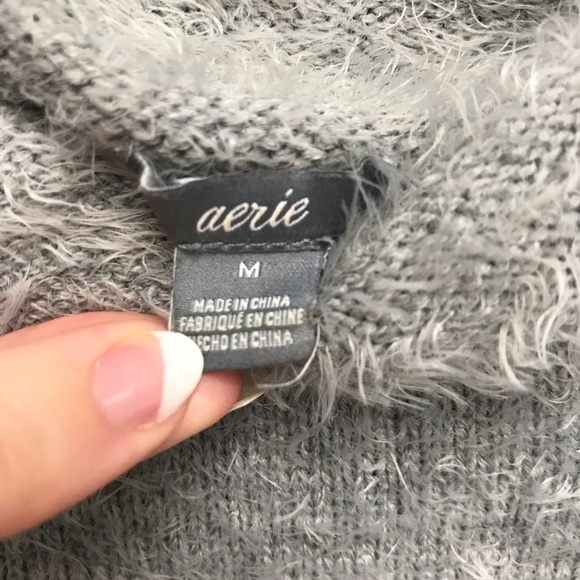 aerie
M
MADE IN CHINA
FABRIQUÉ EN CHINE
HECHO EN CHINA